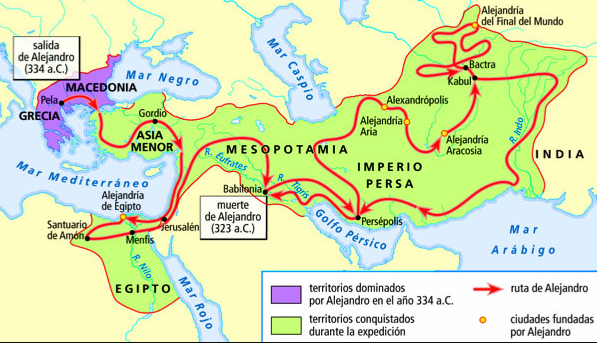 Alejandría
del Final del Mundo
salida
de Alejandro
(334 a.C.)
Mar Negro
Mar Caspio
Bactra
Kabul
MACEDONIA
Pela
GRECIA
Gordio
ASIA
MENOR
Alexandrópolis
Alejandría
Aria
Alejandría
Aracosia
R. Indo
MESOPOTAMIA
IMPERIO
PERSA
INDIA
R. Eufrates
R. Tigris
Mar Mediterráneo
Alejandría
de Egipto
Babilonia
muerte
de Alejandro
(323 a.C.)
Santuario
de Amón
Jerusalén
Menfis
Persépolis
Golfo Pérsico
Mar
Arábigo
R. Nilo
EGIPTO
Mar Rojo
territorios dominados
por Alejandro en el año 334 a.C.
territorios conquistados
durante la expedición
ruta de Alejandro
ciudades fundadas
por Alejandro